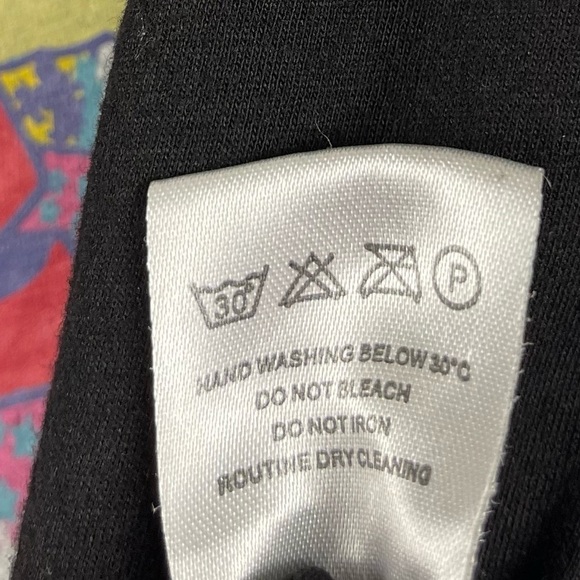 30° P
HAND WASHING BELOW 30°C
DO NOT BLEACH
DO NOT IRON
ROUTINE DRY CLEANING